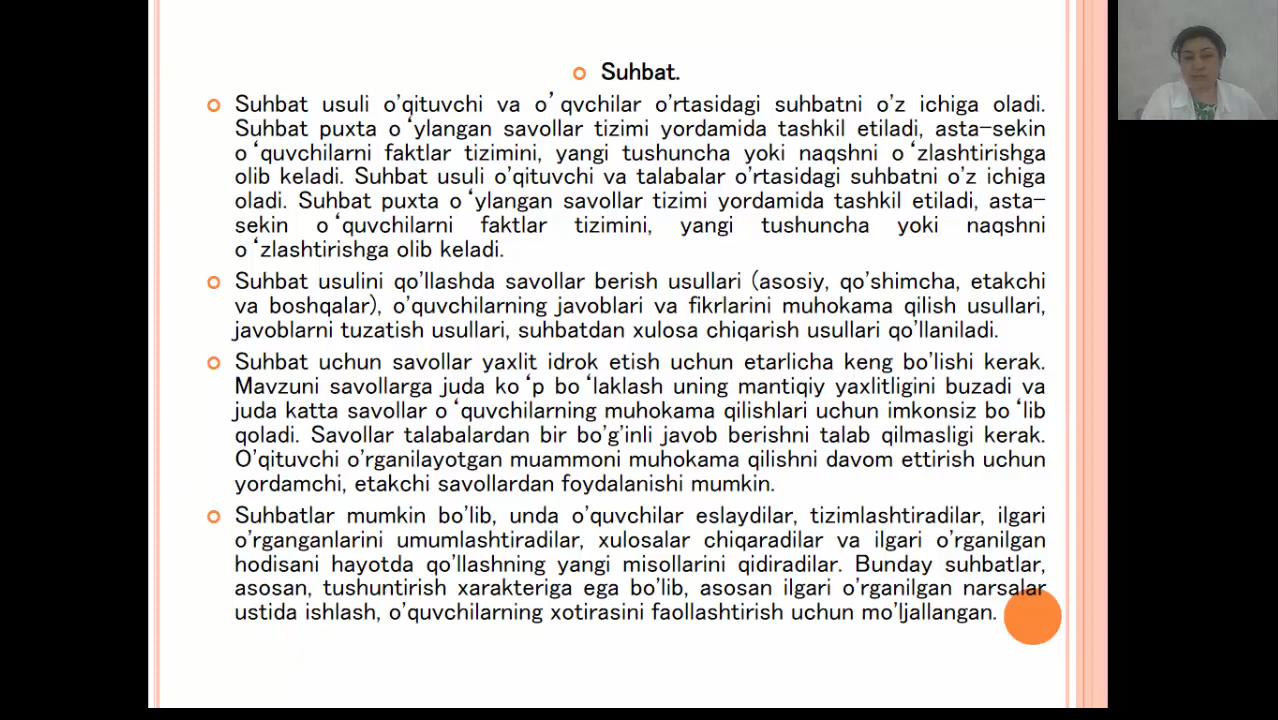 Suhbat.
Suhbat usuli o’qituvchi va o’qvchilar o’rtasidagi suhbatni o’z ichiga oladi.
Suhbat puxta o‘ylangan savollar tizimi yordamida tashkil etiladi, asta-sekin
o‘quvchilarni faktlar tizimini, yangi tushuncha yoki naqshni o‘zlashtirishga
olib keladi. Suhbat usuli o’qituvchi va talabalar o’rtasidagi suhbatni o’z ichiga
oladi. Suhbat puxta o‘ylangan savollar tizimi yordamida tashkil etiladi, asta-
sekin o‘quvchilarni faktlar tizimini, yangi tushuncha yoki naqshni
o‘zlashtirishga olib keladi.
Suhbat usulini qo’llashda savollar berish usullari (asosiy, qo’shimcha, etakchi
va boshqalar), o’quvchilarning javoblari va fikrlarini muhokama qilish usullari,
javoblarni tuzatish usullari, suhbatdan xulosa chiqarish usullari qo’llaniladi.
Suhbat uchun savollar yaxlit idrok etish uchun etarlicha keng bo’lishi kerak.
Mavzuni savollarga juda ko‘p bo‘laklash uning mantiqiy yaxlitligini buzadi va
juda katta savollar o‘quvchilarning muhokama qilishlari uchun imkonsiz bo‘lib
qoladi. Savollar talabalardan bir bo’g’inli javob berishni talab qilmasligi kerak.
O’qituvchi o’rganilayotgan muammoni muhokama qilishni davom ettirish uchun
yordamchi, etakchi savollardan foydalanishi mumkin.
Suhbatlar mumkin bo’lib, unda o’quvchilar eslaydilar, tizimlashtiradilar, ilgari
o’rganganlarini umumlashtiradilar, xulosalar chiqaradilar va ilgari o’rganilgan
hodisani hayotda qo’llashning yangi misollarini qidiradilar. Bunday suhbatlar,
asosan, tushuntirish xarakteriga ega bo’lib, asosan ilgari o’rganilgan narsalar
ustida ishlash, o’quvchilarning xotirasini faollashtirish uchun mo’ljallangan.